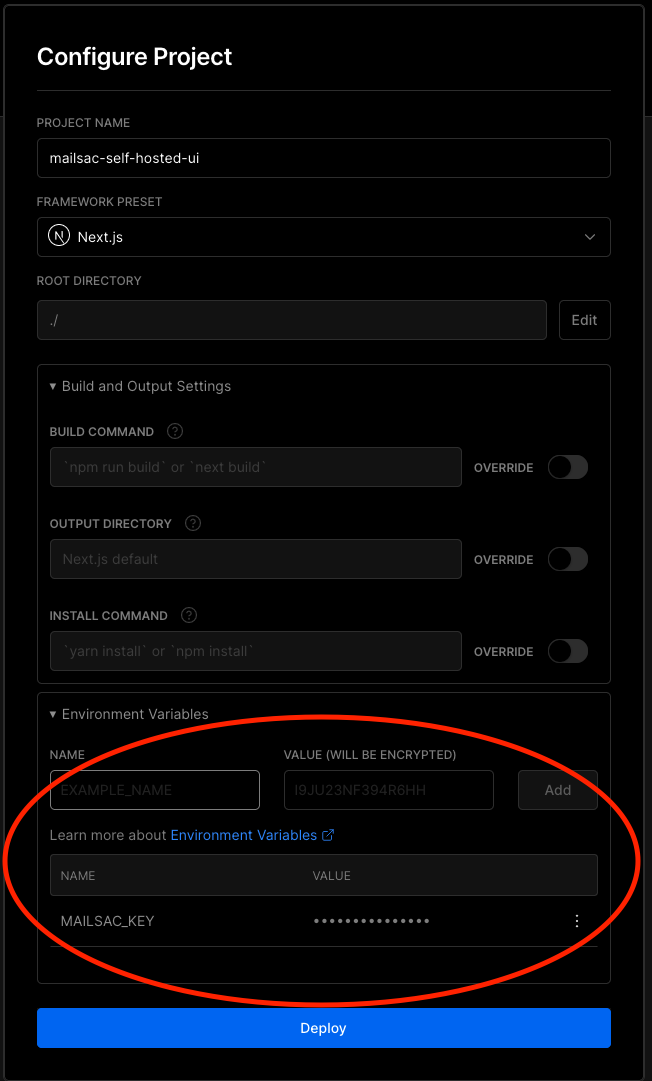 Configure Project
PROJECT NAME
mailsac-self-hosted-ui
FRAMEWORK PRESET
N Next.js
ROOT DIRECTORY
./ Edit
▾ Build and Output Settings
BUILD COMMAND ?
`npm run build` or `next build` OVERRIDE
OUTPUT DIRECTORY ?
Next.js default OVERRIDE
INSTALL COMMAND ?
`yarn install` or `npm install` OVERRIDE
▾ Environment Variables
NAME VALUE (WILL BE ENCRYPTED)
EXAMPLE_NAME I9JU23NF394R6HH Add
Learn more about Environment Variables
NAME VALUE
MAILSAC_KEY •••••••••••••••
Deploy